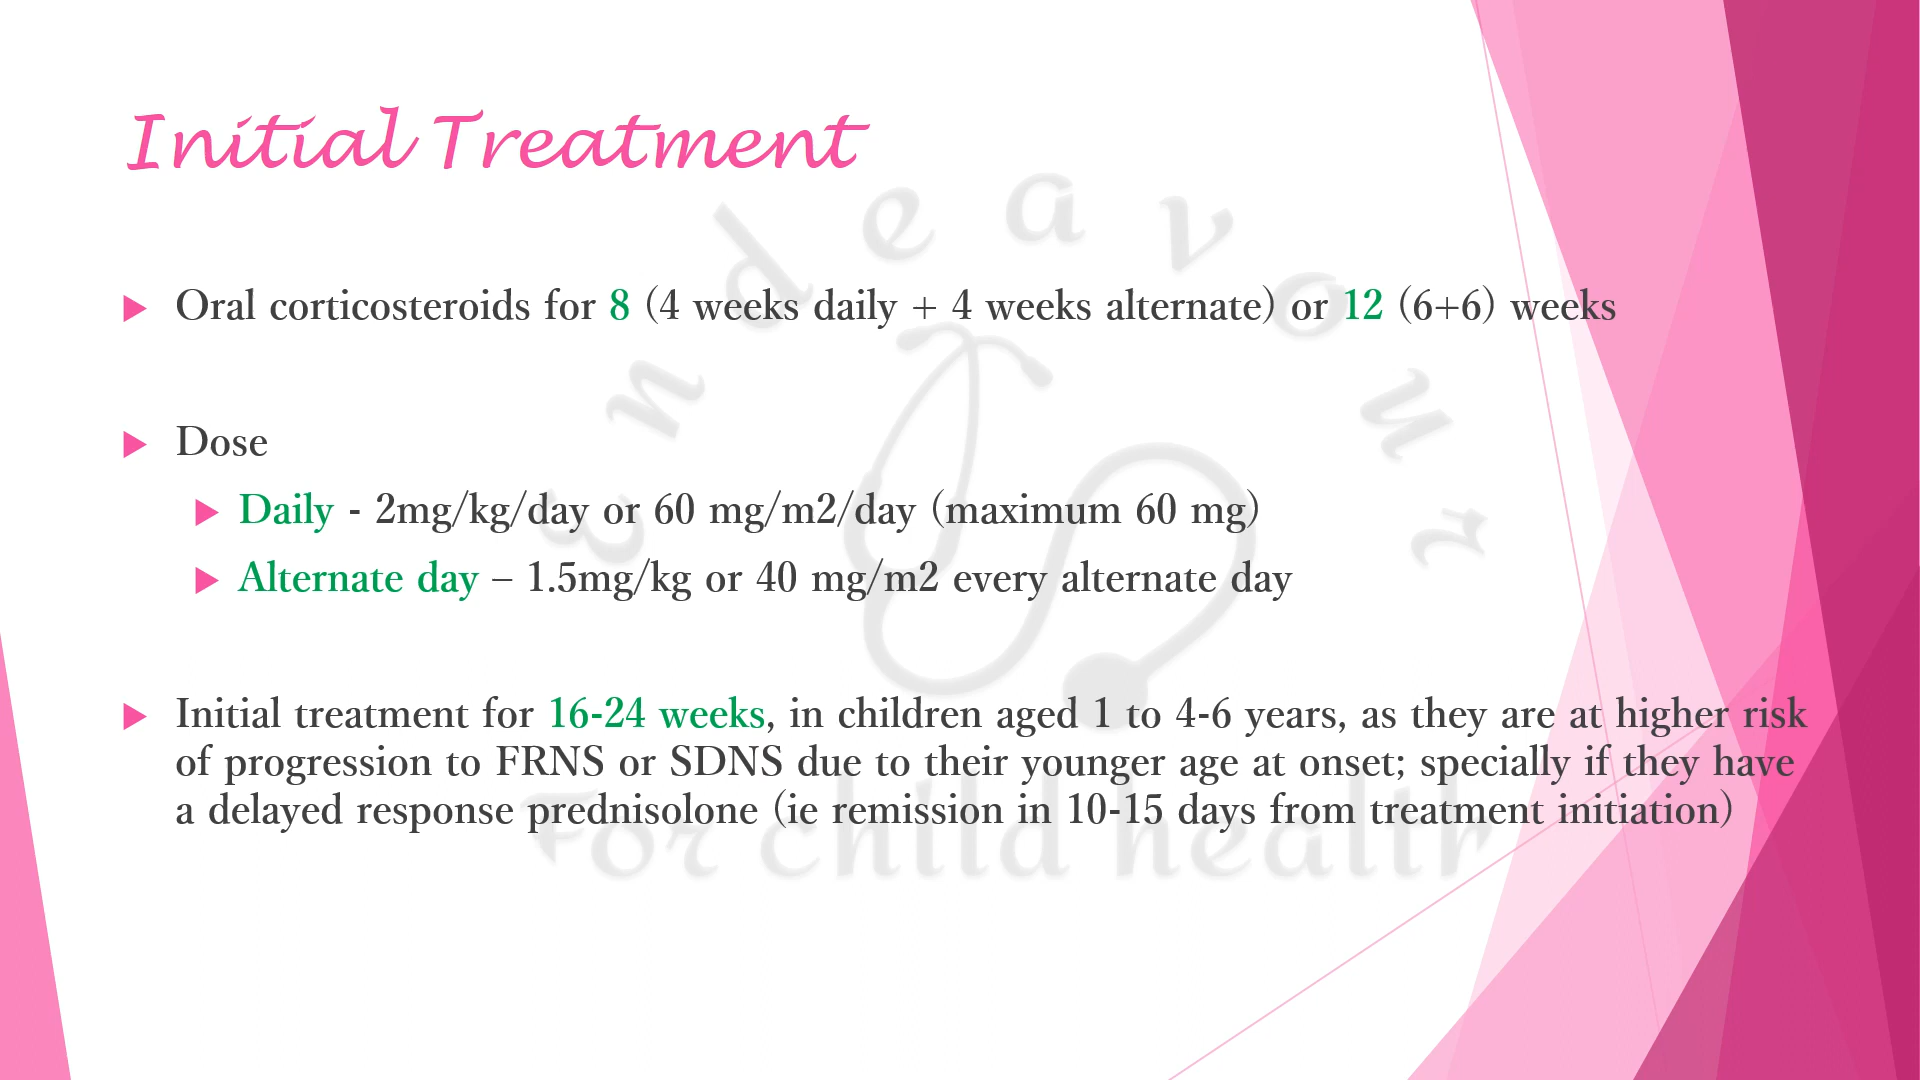 Initial Treatment
Oral corticosteroids for 8 (4 weeks daily + 4 weeks alternate) or 12 (6+6) weeks
Dose
Daily - 2mg/kg/day or 60 mg/m2/day (maximum 60 mg)
Alternate day – 1.5mg/kg or 40 mg/m2 every alternate day
Initial treatment for 16-24 weeks, in children aged 1 to 4-6 years, as they are at higher risk
of progression to FRNS or SDNS due to their younger age at onset; specially if they have
a delayed response prednisolone (ie remission in 10-15 days from treatment initiation)
Endeavour
For child health